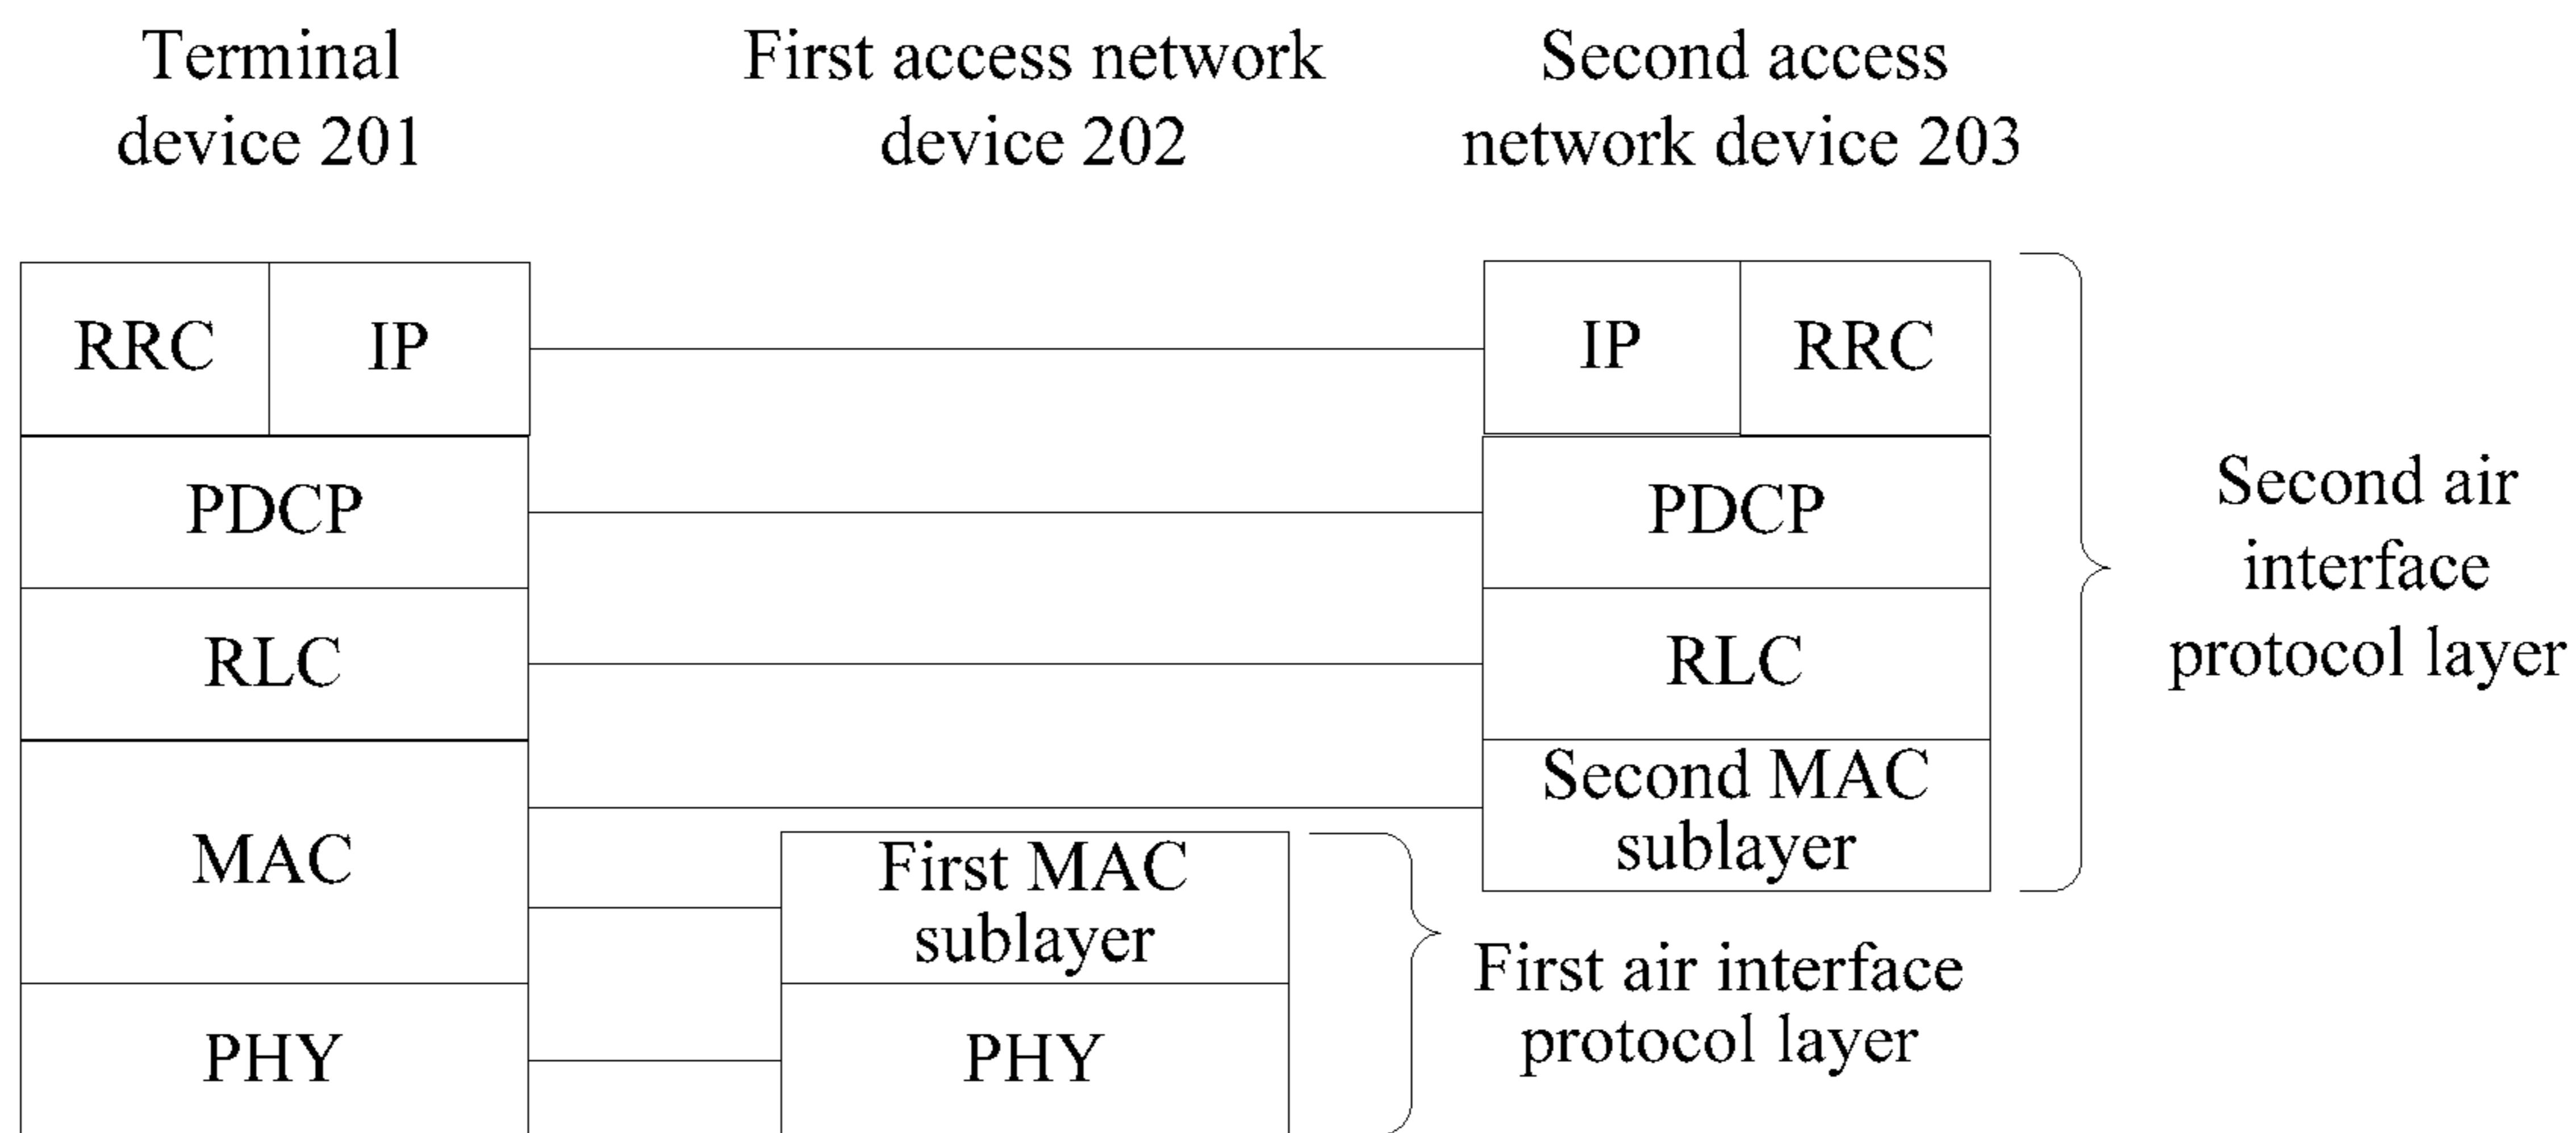 Terminal
device 201
First access network
device 202
Second access
network device 203
RRC
IP
IP
RRC
PDCP
PDCP
RLC
RLC
MAC
Second MAC
sublayer
First MAC
sublayer
PHY
PHY
First air interface
protocol layer
Second air
interface
protocol layer